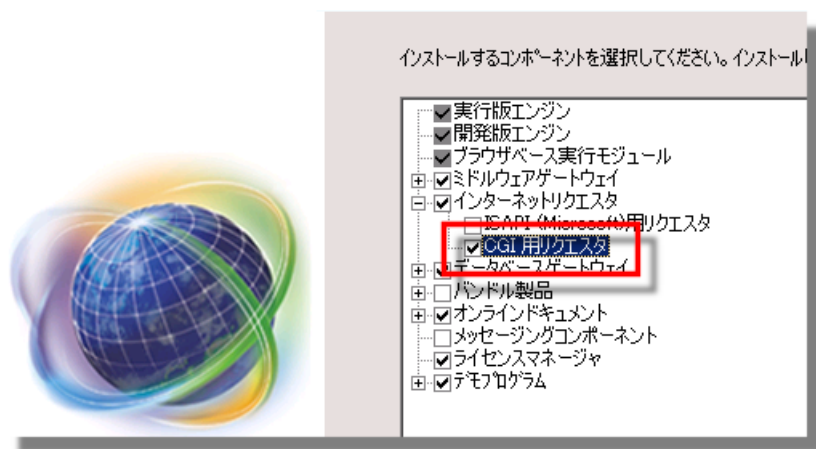 インストールするコンポーネントを選択してください。インストール
実行版エンジン
開発版エンジン
ブラウザベース実行モジュール
ミドルウェアゲートウェイ
インターネットリクエスタ
ISAPI (Microsoft)用リクエスタ
CGI 用リクエスタ
データベースゲートウェイ
バンドル製品
オンラインドキュメント
メッセージングコンポーネント
ライセンスマネージャ
デモプログラム